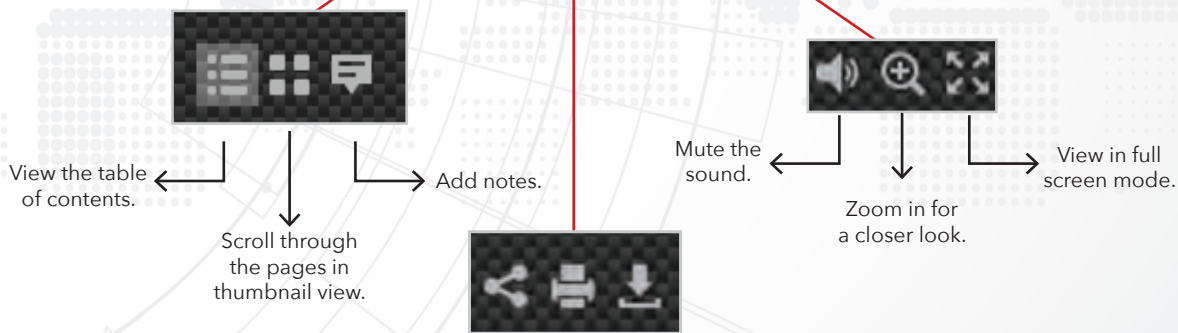 View the table
of contents.
Scroll through
the pages in
thumbnail view.
Add notes.
Mute the
sound.
Zoom in for
a closer look.
View in full
screen mode.